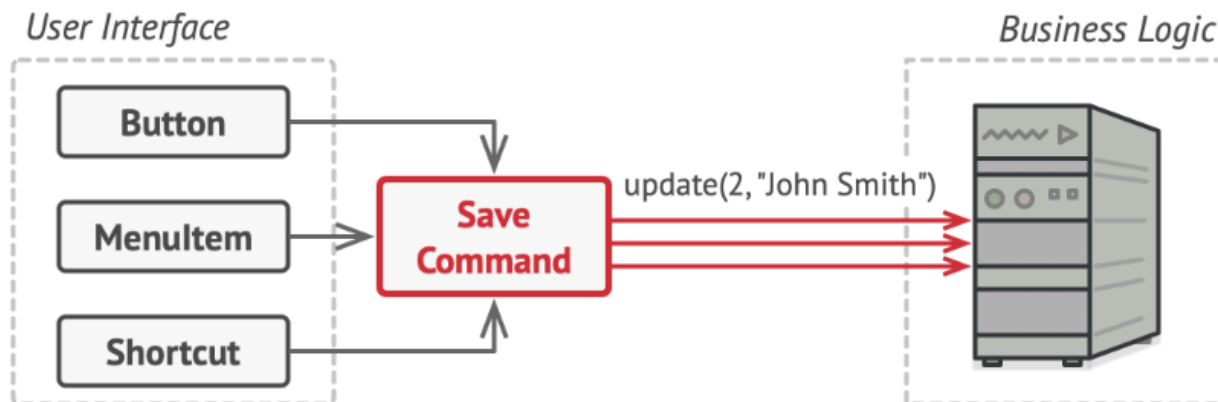 User Interface
Business Logic
Button
MenuItem
Shortcut
Save
Command
update(2, "John Smith")